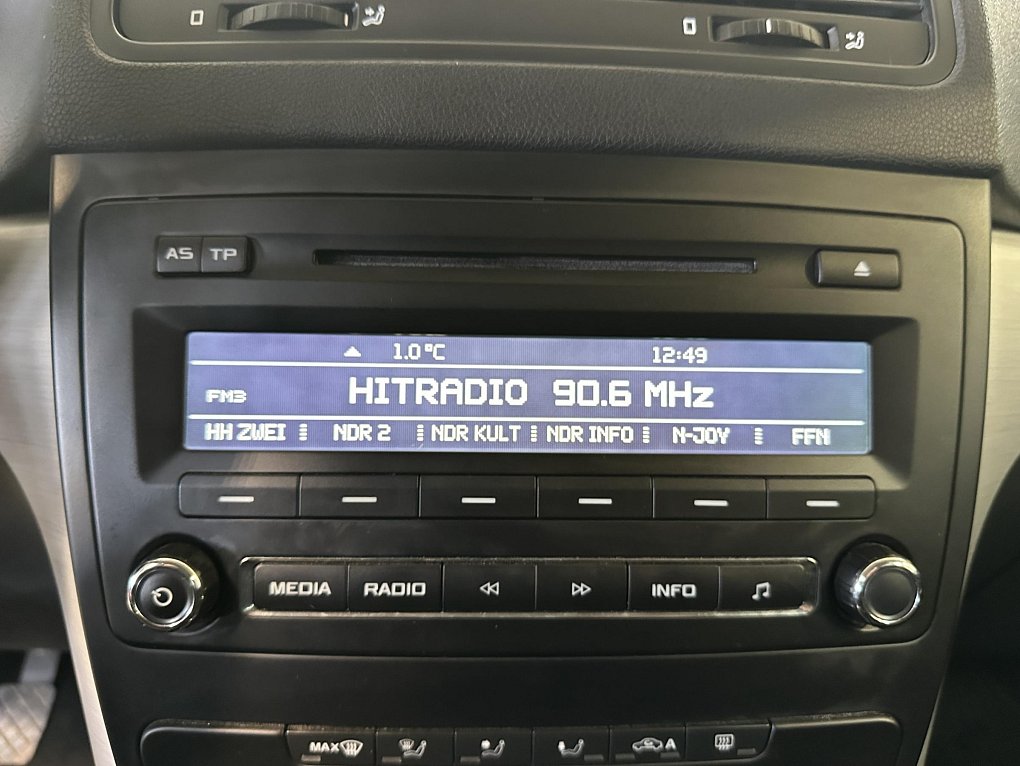 AS TP
1.0 °C 12:49
FM3 HITRADIO 90.6 MHz
HH ZWEI NDR 2 NDR KULT NDR INFO N-JOY FFN
MEDIA RADIO INFO
MAX A